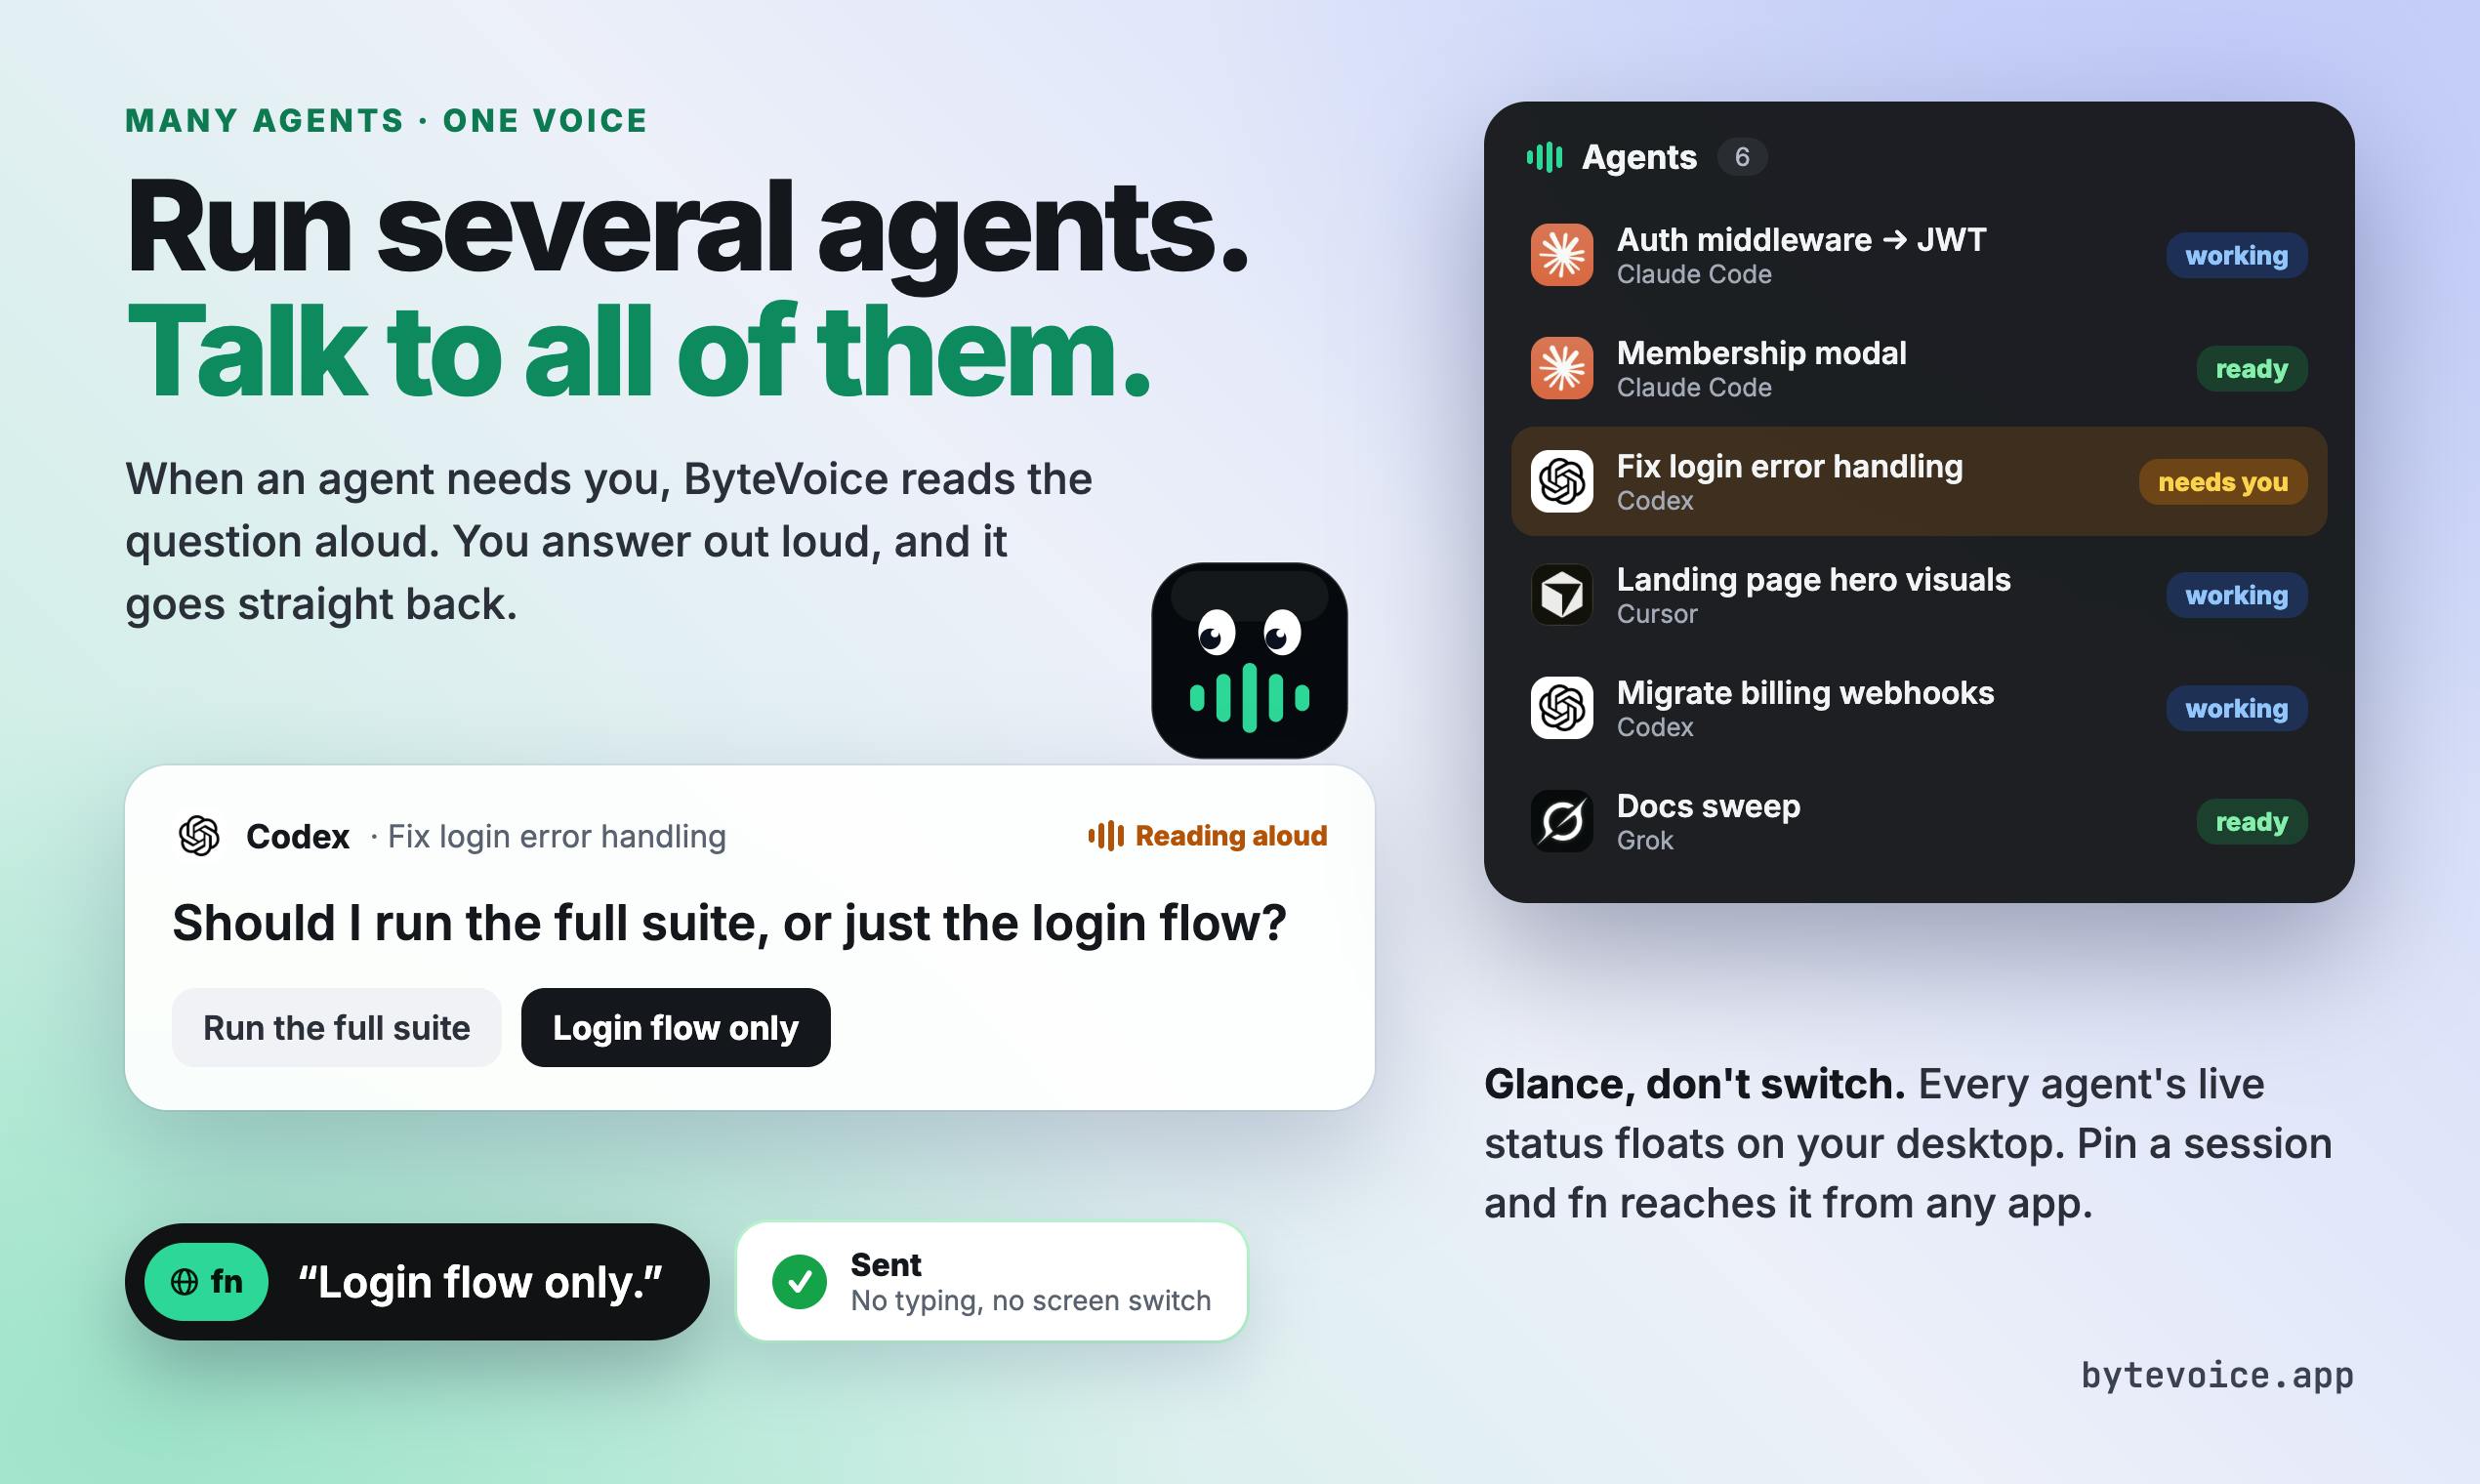 MANY AGENTS · ONE VOICE
Run several agents.
Talk to all of them.
When an agent needs you, ByteVoice reads the
question aloud. You answer out loud, and it
goes straight back.
Codex · Fix login error handling
Reading aloud
Should I run the full suite, or just the login flow?
Run the full suite
Login flow only
fn “Login flow only.”
Sent
No typing, no screen switch
Agents 6
Auth middleware → JWT
Claude Code
working
Membership modal
Claude Code
ready
Fix login error handling
Codex
needs you
Landing page hero visuals
Cursor
working
Migrate billing webhooks
Codex
working
Docs sweep
Grok
ready
Glance, don't switch. Every agent's live
status floats on your desktop. Pin a session
and fn reaches it from any app.
bytevoice.app